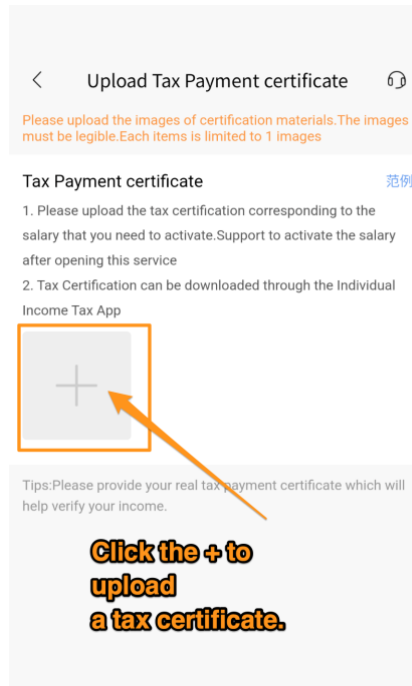 Upload Tax Payment certificate
Please upload the images of certification materials.The images
must be legible.Each items is limited to 1 images
Tax Payment certificate 范例
1. Please upload the tax certification corresponding to the
salary that you need to activate.Support to activate the salary
after opening this service
2. Tax Certification can be downloaded through the Individual
Income Tax App
Tips:Please provide your real tax payment certificate which will
help verify your income.
Click the + to
upload
a tax certificate.